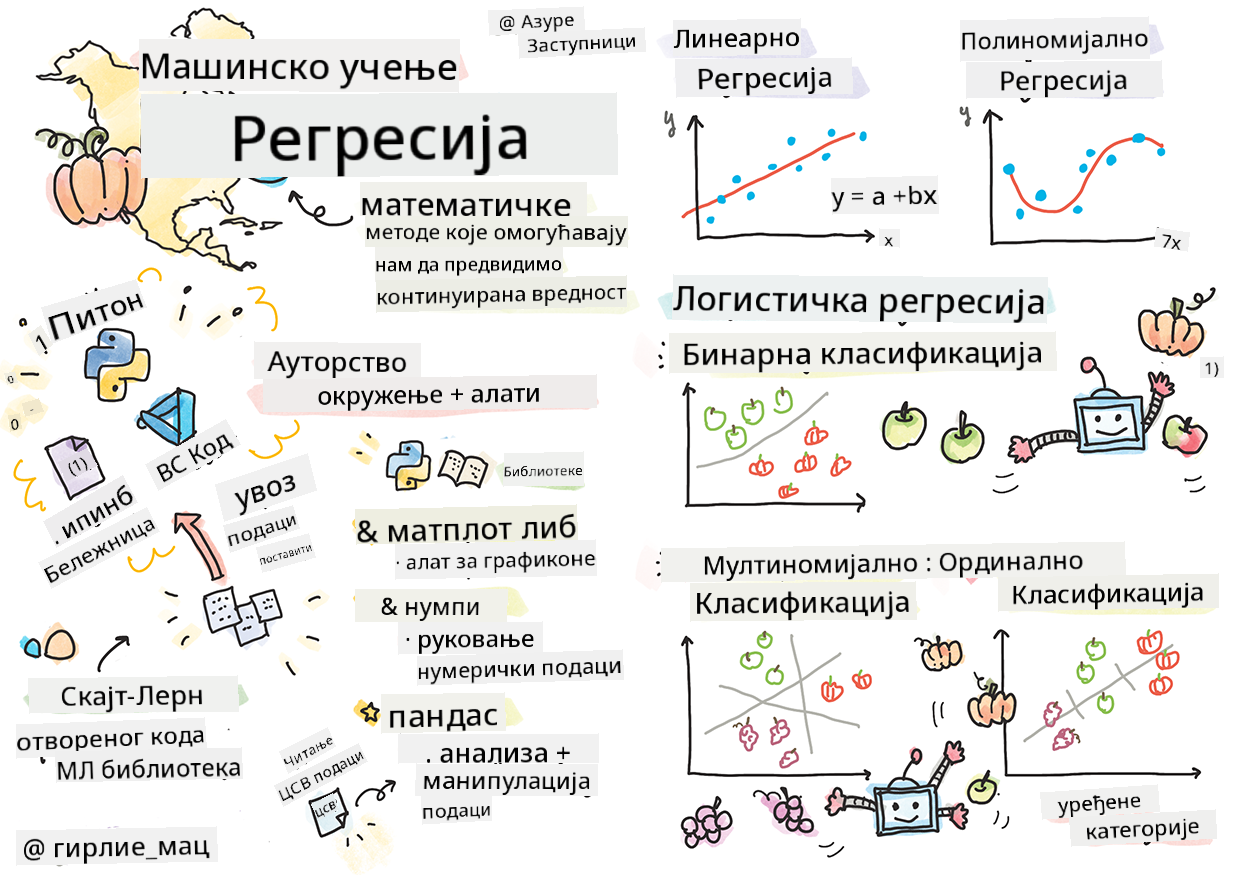 @ Азуре
Заступници
Машинско учење
Регресија
математичке
методе које омогућавају
нам да предвидимо
континуирана вредност
1 Питон
ВС Код
(1)
. ипинб
Бележница
увоз
подаци
поставити
Скајт-Лерн
отвореног кода
МЛ библиотека
@ гирлие_мац
Ауторство
окружење + алати
Библиотеке
& матплот либ
· алат за графиконе
& нумпи
· руковање
нумерички подаци
пандас
. анализа +
манипулација
подаци
Читање
ЦСВ подаци
ЦСВ
Линеарно
Регресија
y
y = a +bx
x
Полиномијално
Регресија
y
7x
Логистичка регресија
: Бинарна класификација
1)
: Мултиномијално : Ординално
Класификација
Класификација
уређене
категорије